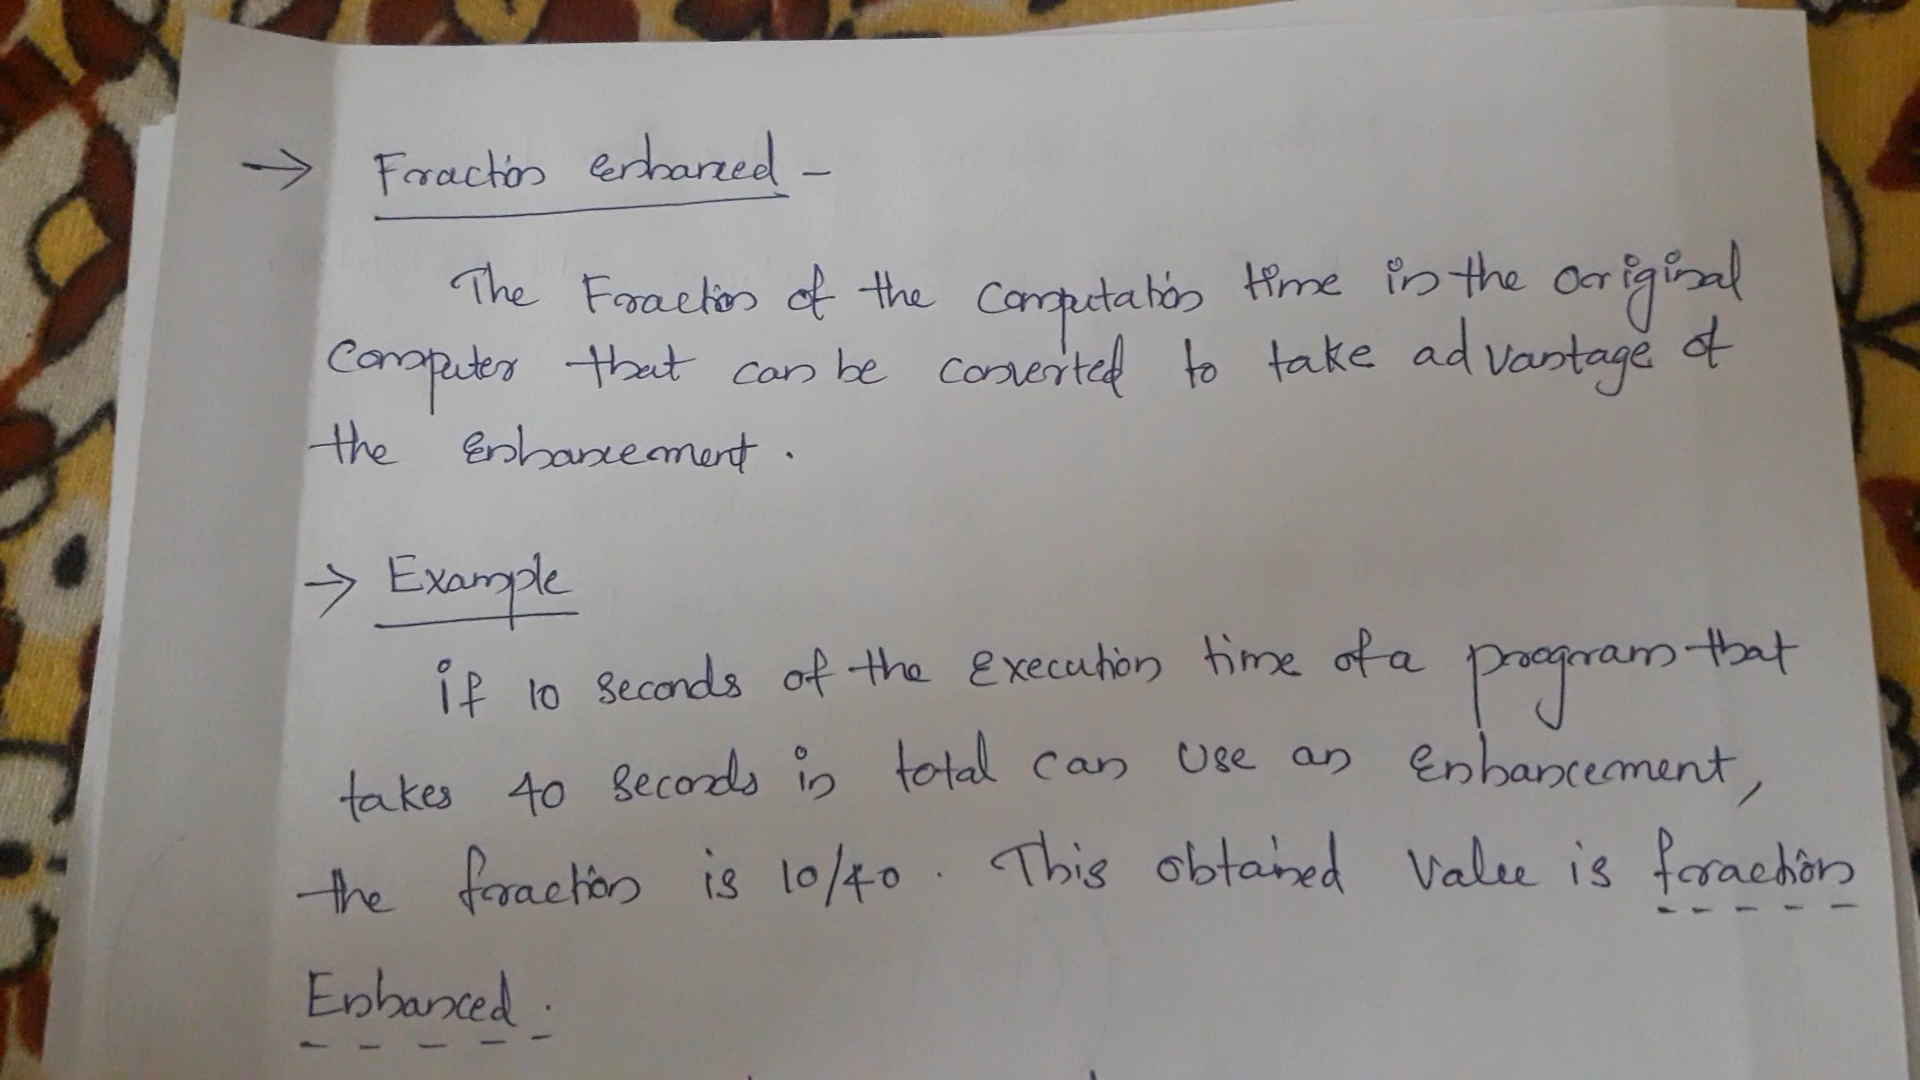 → Fraction enhanced -
The Fraction of the Computation time in the original
Computer that can be converted to take advantage of
the enhancement.
→ Example
if 10 seconds of the execution time of a program that
takes 40 seconds in total can use an enhancement,
the fraction is 10/40. This obtained value is fraction
Enhanced.